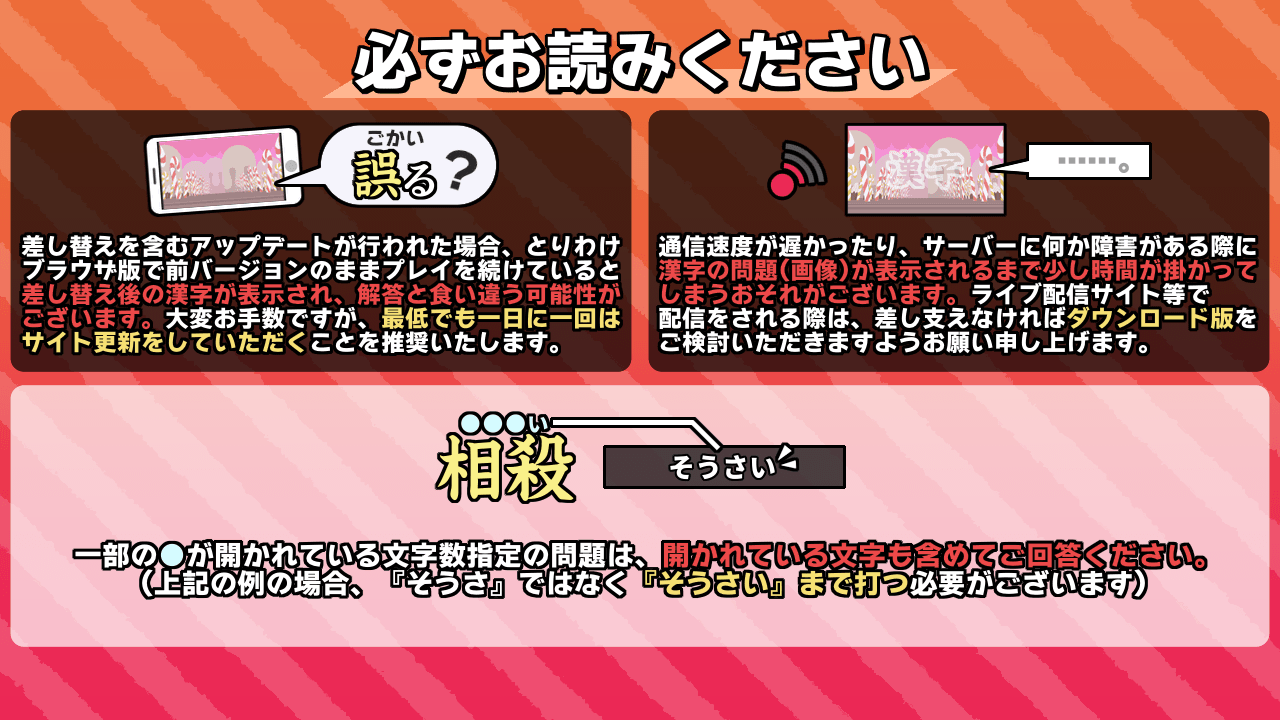 必ずお読みください
ごかい
誤る?
差し替えを含むアップデートが行われた場合、とりわけ
ブラウザ版で前バージョンのままプレイを続けていると
差し替え後の漢字が表示され、解答と食い違う可能性が
ございます。大変お手数ですが、最低でも一日に一回は
サイト更新をしていただくことを推奨いたします。
漢字
……。
通信速度が遅かったり、サーバーに何か障害がある際に
漢字の問題(画像)が表示されるまで少し時間が掛かって
しまうおそれがございます。ライブ配信サイト等で
配信をされる際は、差し支えなければダウンロード版を
ご検討いただきますようお願い申し上げます。
●●●い
相殺
そうさい
一部の●が開かれている文字数指定の問題は、開かれている文字も含めてご回答ください。
(上記の例の場合、『そうさ』ではなく『そうさい』まで打つ必要がございます)